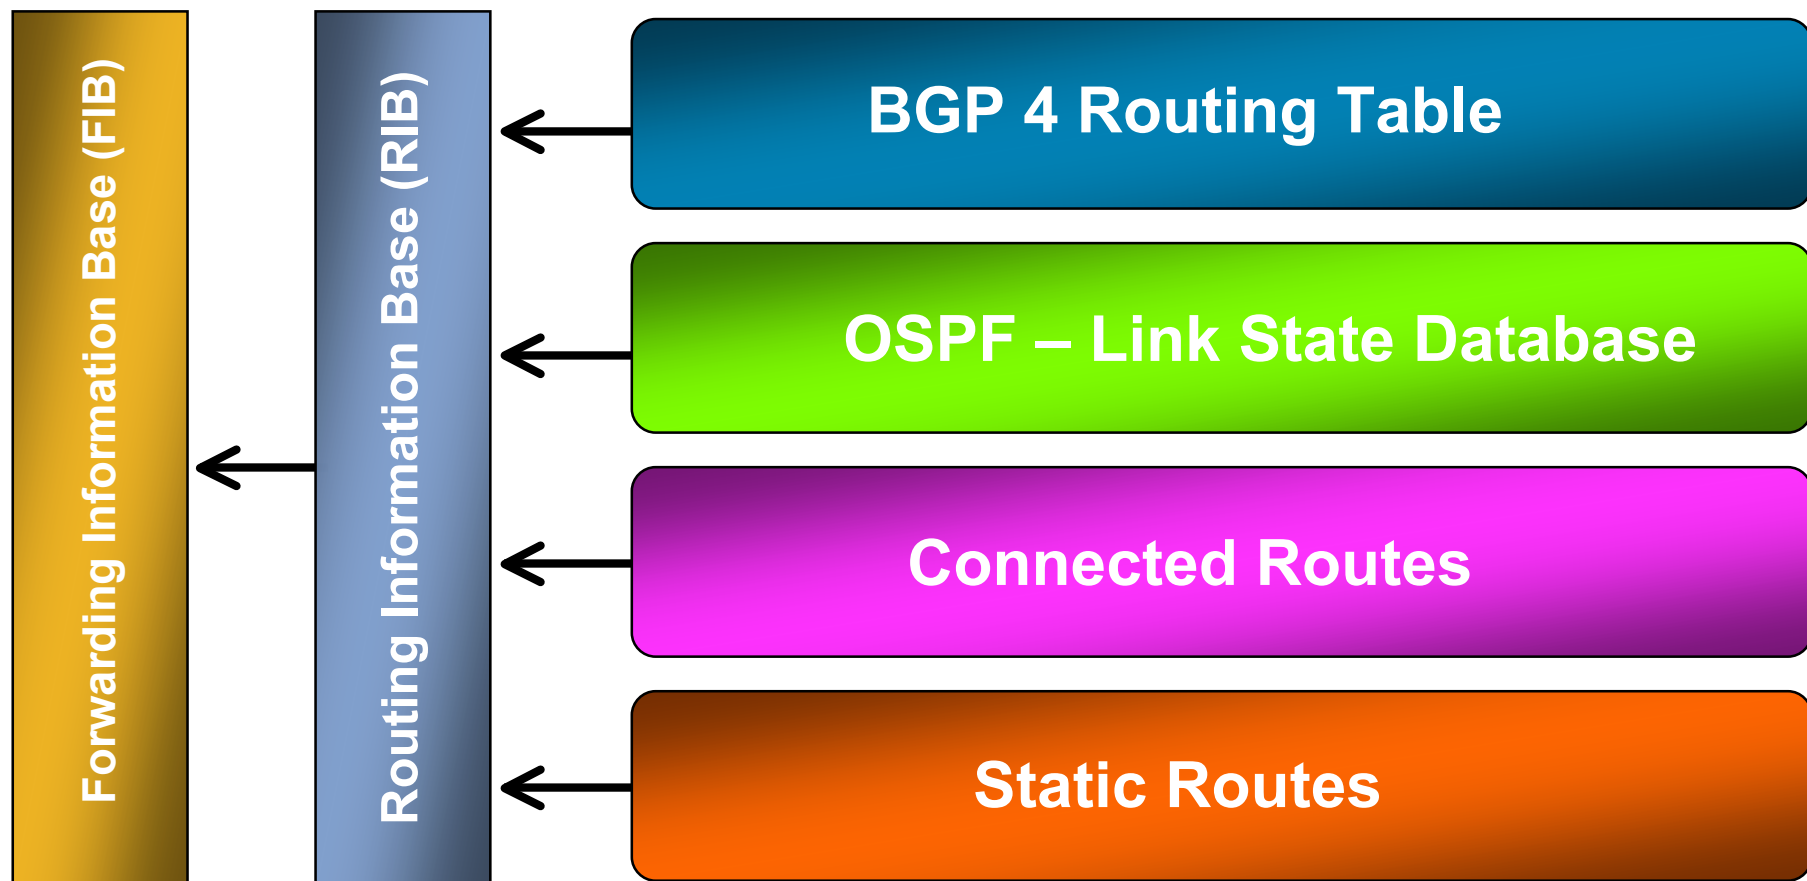 Forwarding Information Base (FIB)
Routing Information Base (RIB)
BGP 4 Routing Table
OSPF – Link State Database
Connected Routes
Static Routes